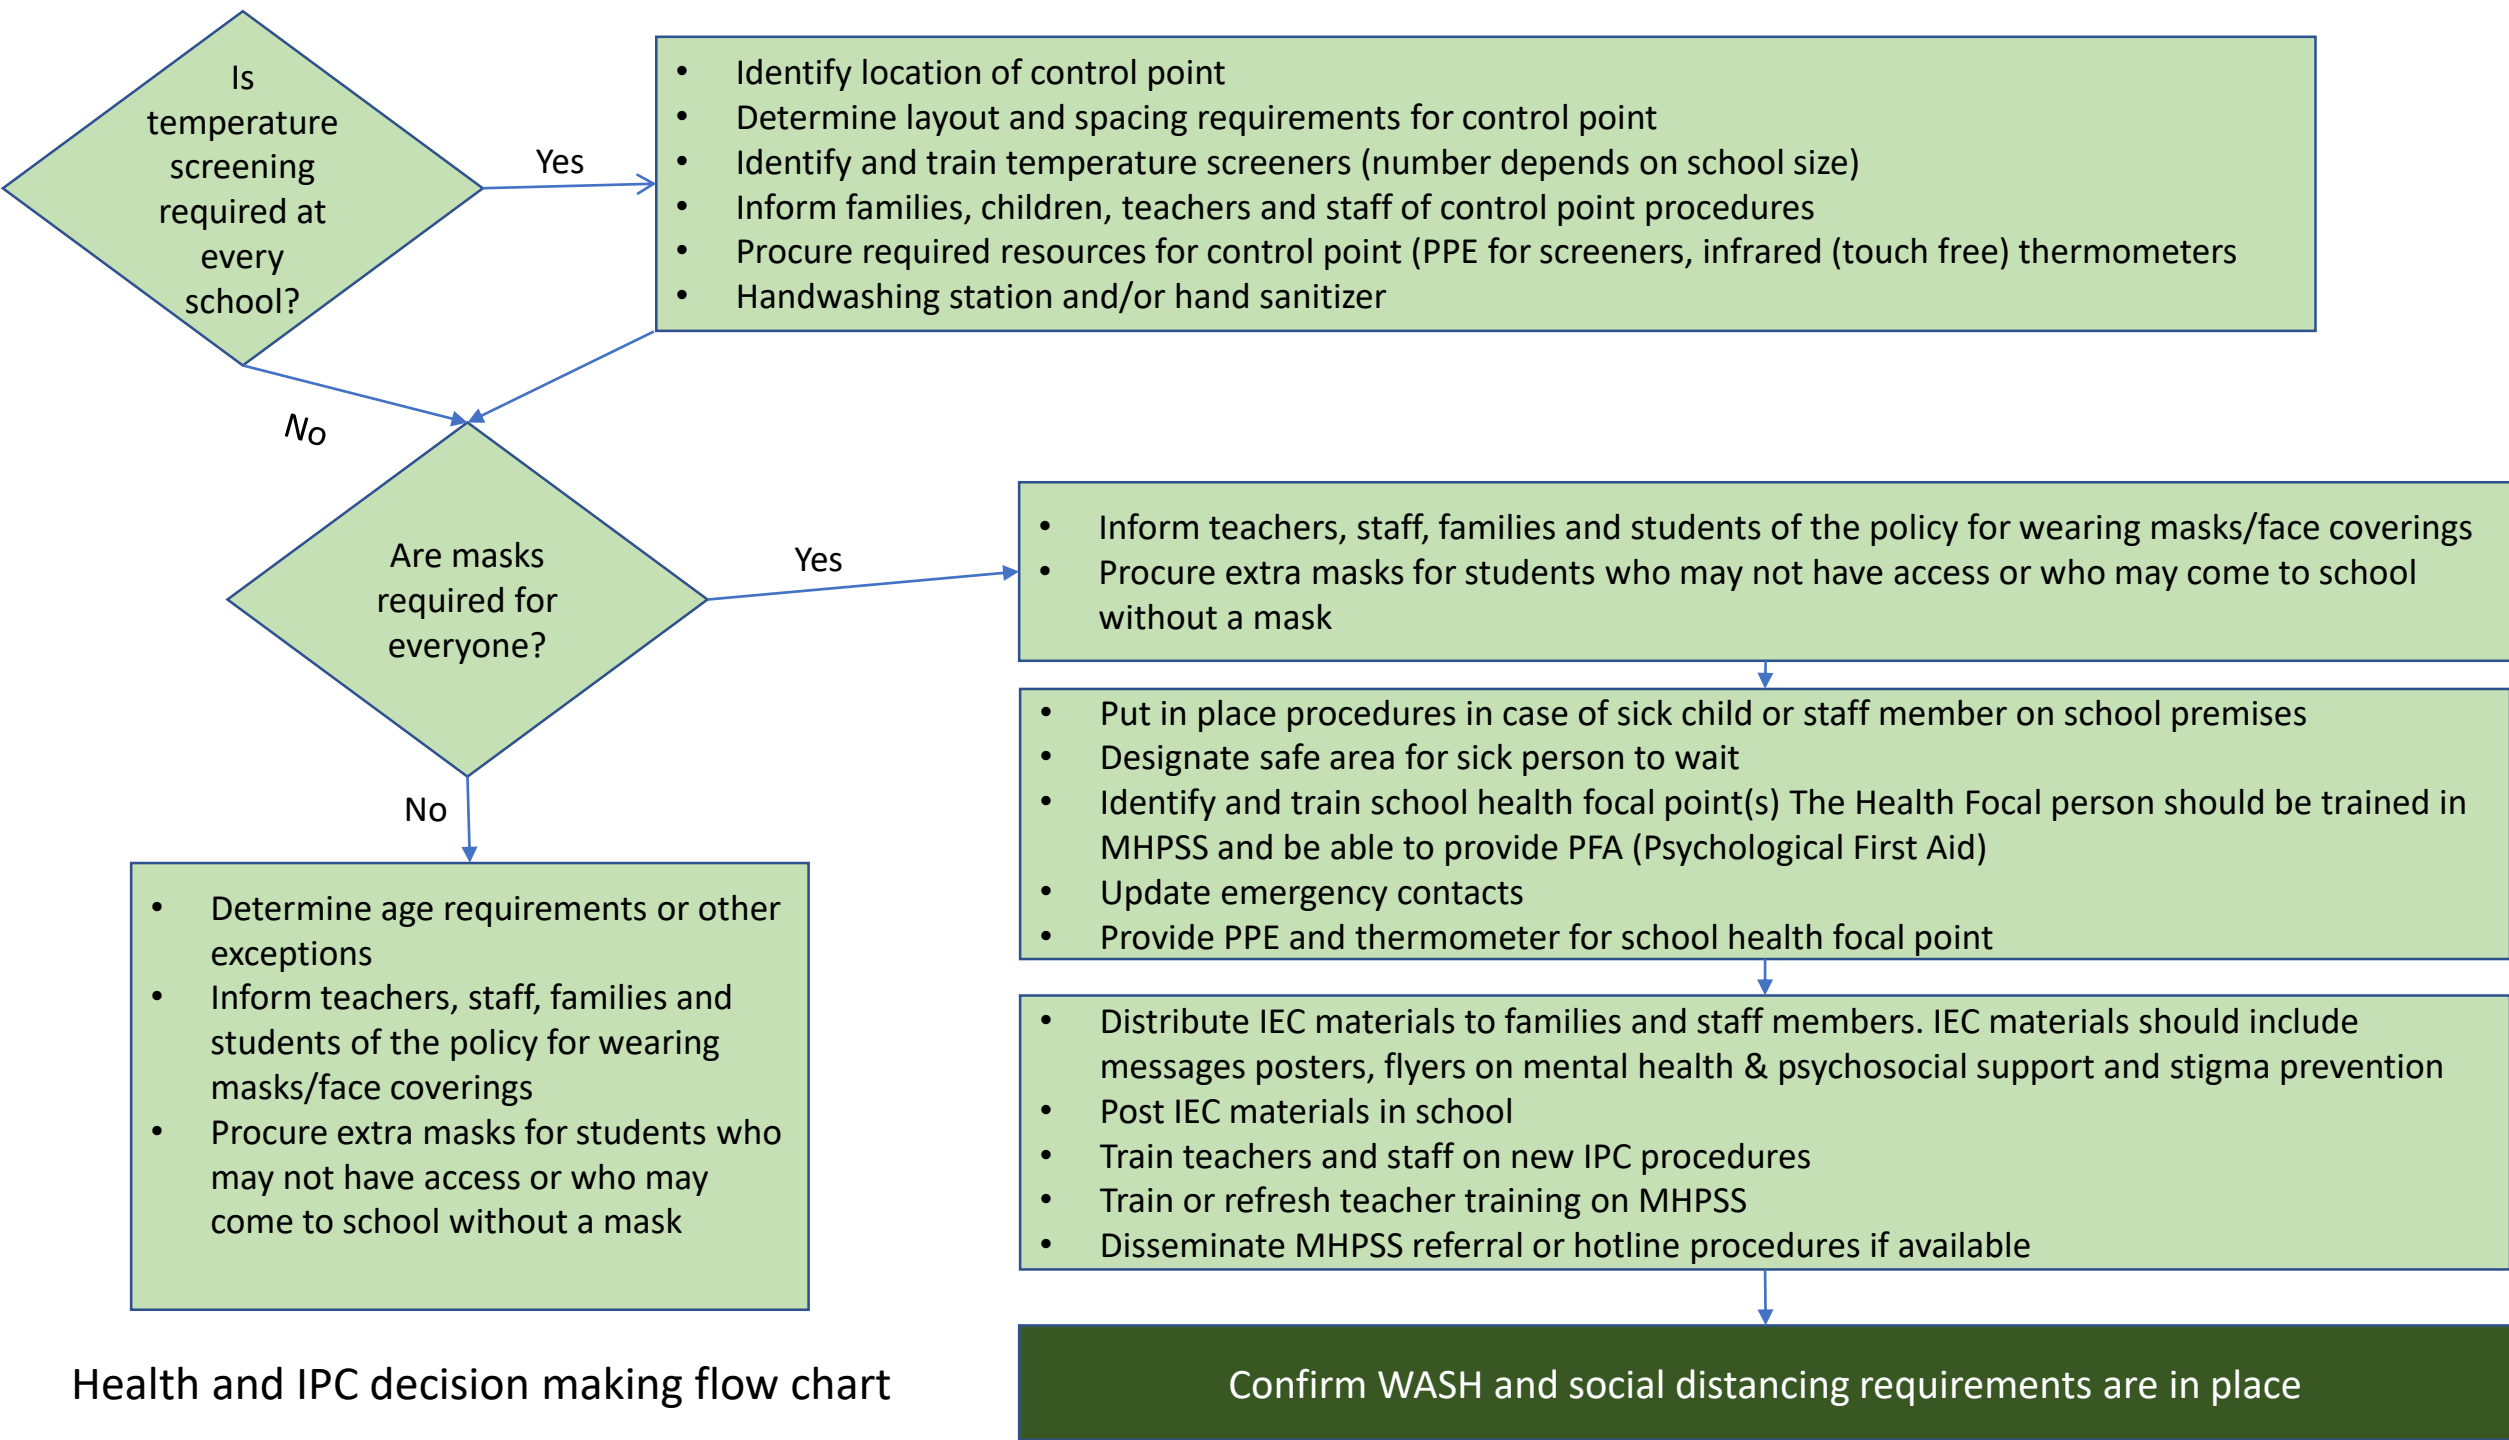 Is
temperature
screening
required at
every
school?
Yes
• Identify location of control point
• Determine layout and spacing requirements for control point
• Identify and train temperature screeners (number depends on school size)
• Inform families, children, teachers and staff of control point procedures
• Procure required resources for control point (PPE for screeners, infrared (touch free) thermometers
• Handwashing station and/or hand sanitizer
No
Are masks
required for
everyone?
Yes
• Inform teachers, staff, families and students of the policy for wearing masks/face coverings
• Procure extra masks for students who may not have access or who may come to school
without a mask
• Put in place procedures in case of sick child or staff member on school premises
• Designate safe area for sick person to wait
• Identify and train school health focal point(s) The Health Focal person should be trained in
MHPSS and be able to provide PFA (Psychological First Aid)
• Update emergency contacts
• Provide PPE and thermometer for school health focal point
No
• Determine age requirements or other
exceptions
• Inform teachers, staff, families and
students of the policy for wearing
masks/face coverings
• Procure extra masks for students who
may not have access or who may
come to school without a mask
• Distribute IEC materials to families and staff members. IEC materials should include
messages posters, flyers on mental health & psychosocial support and stigma prevention
• Post IEC materials in school
• Train teachers and staff on new IPC procedures
• Train or refresh teacher training on MHPSS
• Disseminate MHPSS referral or hotline procedures if available
Health and IPC decision making flow chart
Confirm WASH and social distancing requirements are in place